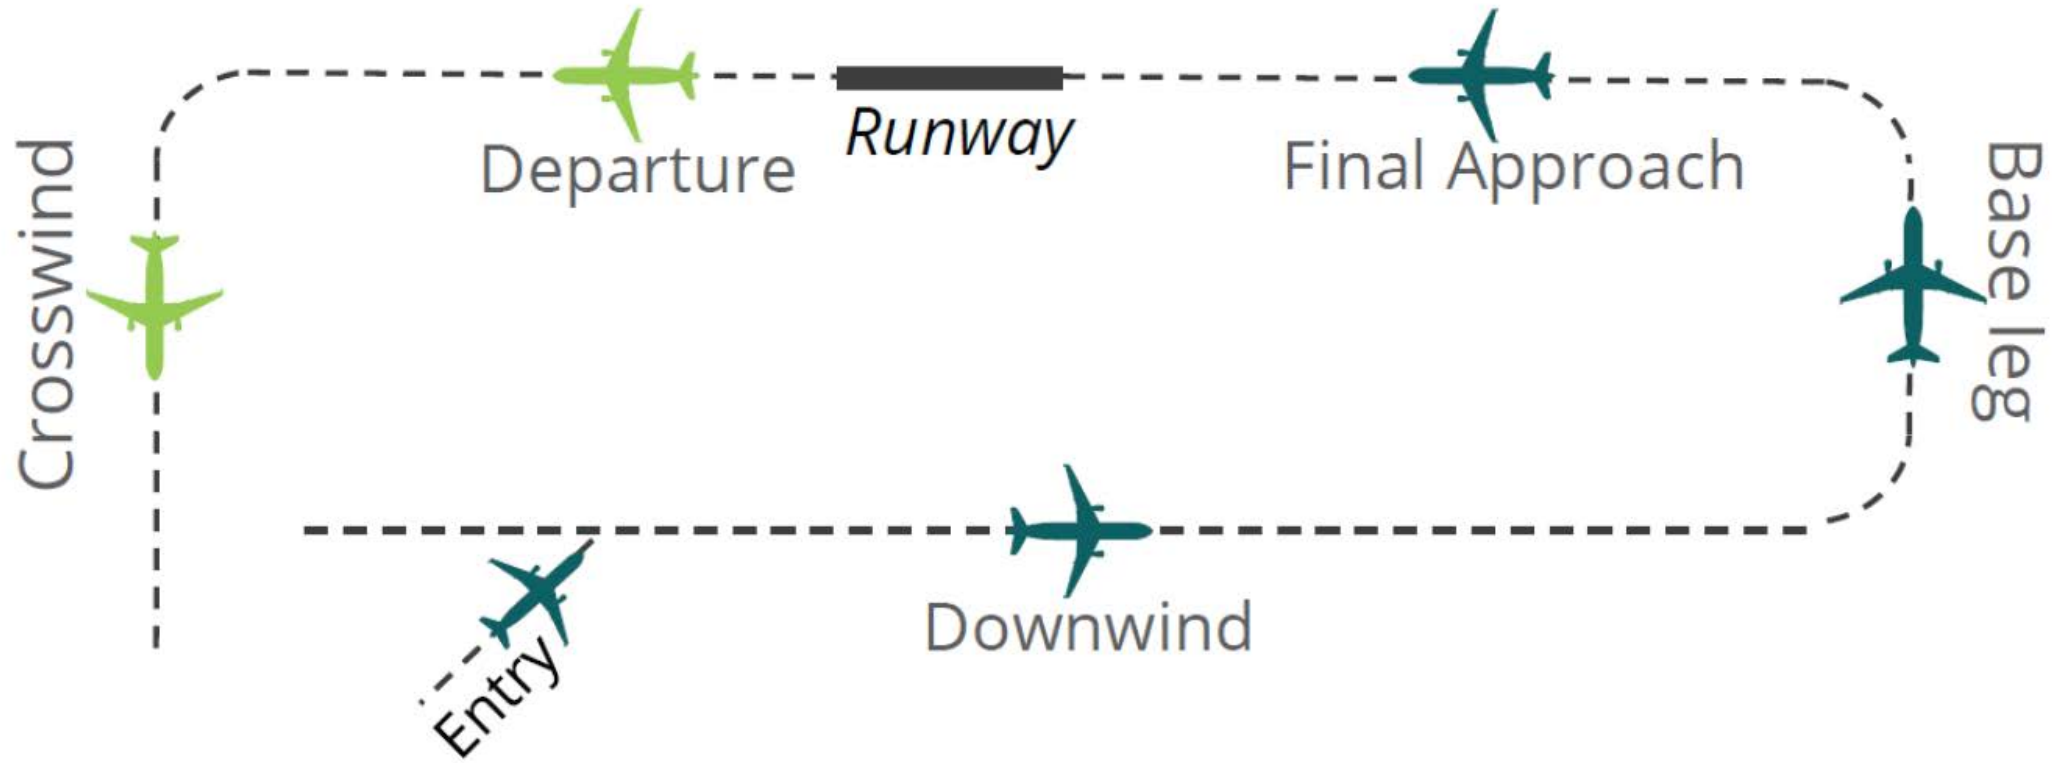 Runway
Departure
Final Approach
Crosswind
Base leg
Downwind
Entry